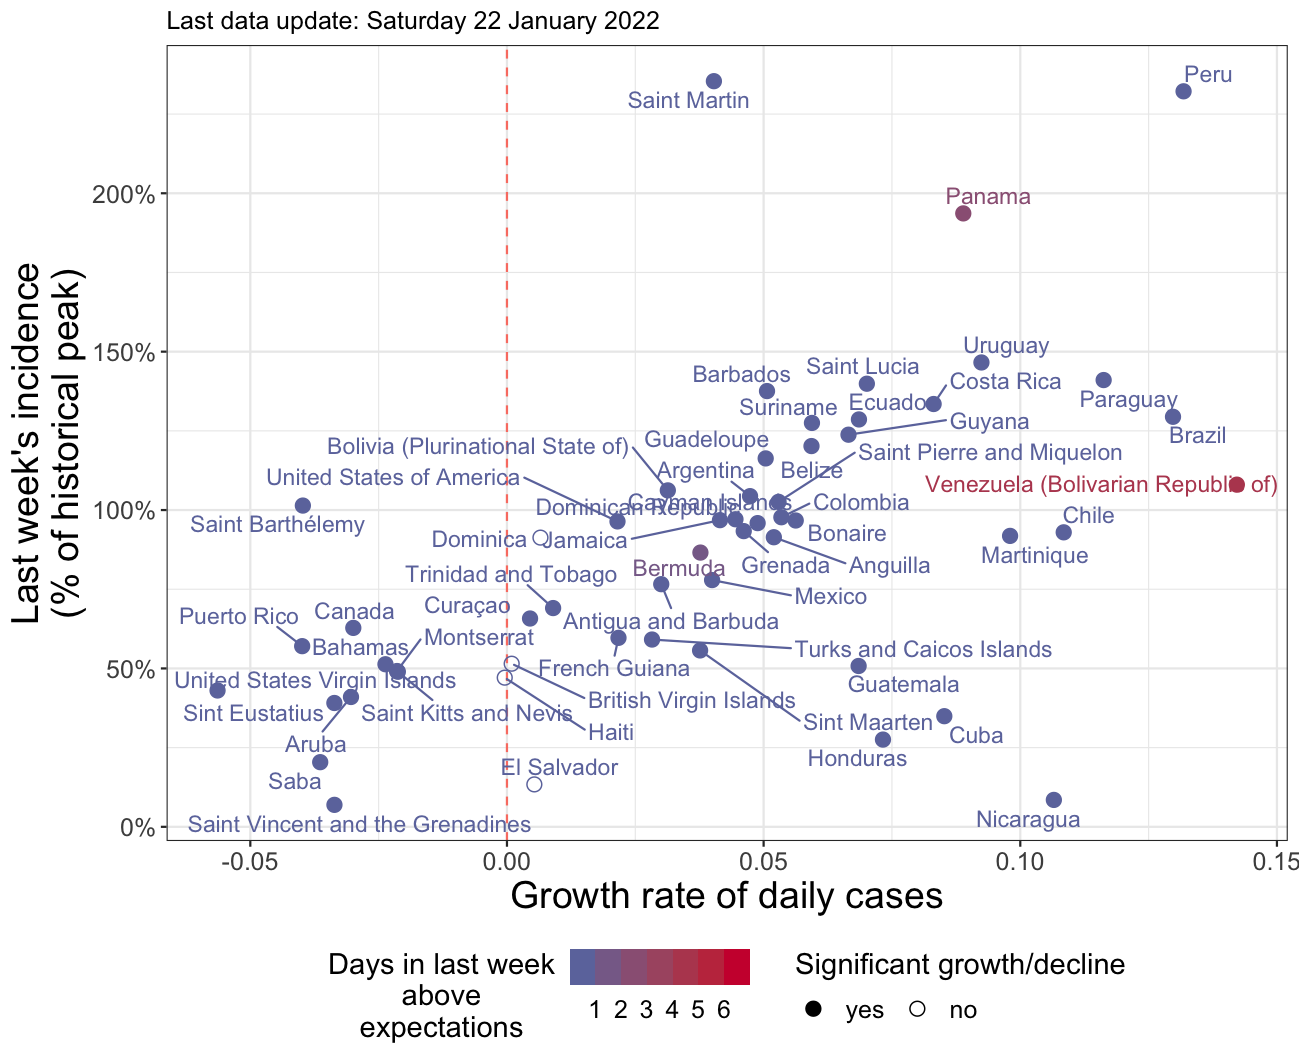 Last data update: Saturday 22 January 2022
Last week's incidence
(% of historical peak)
200%
150%
100%
50%
0%
Saint Martin
Peru
Panama
Uruguay
Saint Lucia
Barbados
Costa Rica
Paraguay
Suriname
Ecuador
Guyana
Brazil
Guadeloupe
Bolivia (Plurinational State of)
Saint Pierre and Miquelon
Argentina
Belize
United States of America
Venezuela (Bolivarian Republic of)
Dominican Republic
Cayman Islands
Colombia
Chile
Saint Barthélemy
Bonaire
Dominica
Jamaica
Martinique
Grenada
Anguilla
Bermuda
Trinidad and Tobago
Mexico
Curaçao
Puerto Rico
Canada
Antigua and Barbuda
Montserrat
Bahamas
Turks and Caicos Islands
French Guiana
United States Virgin Islands
Guatemala
British Virgin Islands
Sint Eustatius
Saint Kitts and Nevis
Sint Maarten
Haiti
Cuba
Aruba
Honduras
El Salvador
Saba
Saint Vincent and the Grenadines
Nicaragua
-0.05
0.00
0.05
0.10
0.15
Growth rate of daily cases
Days in last week
above
expectations
1 2 3 4 5 6
Significant growth/decline
yes no